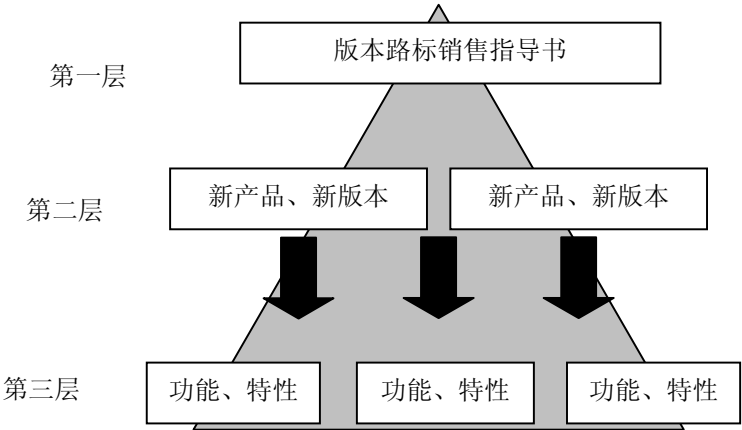 版本路标销售指导书
第一层
新产品、新版本
新产品、新版本
第二层
第三层
功能、特性
功能、特性
功能、特性